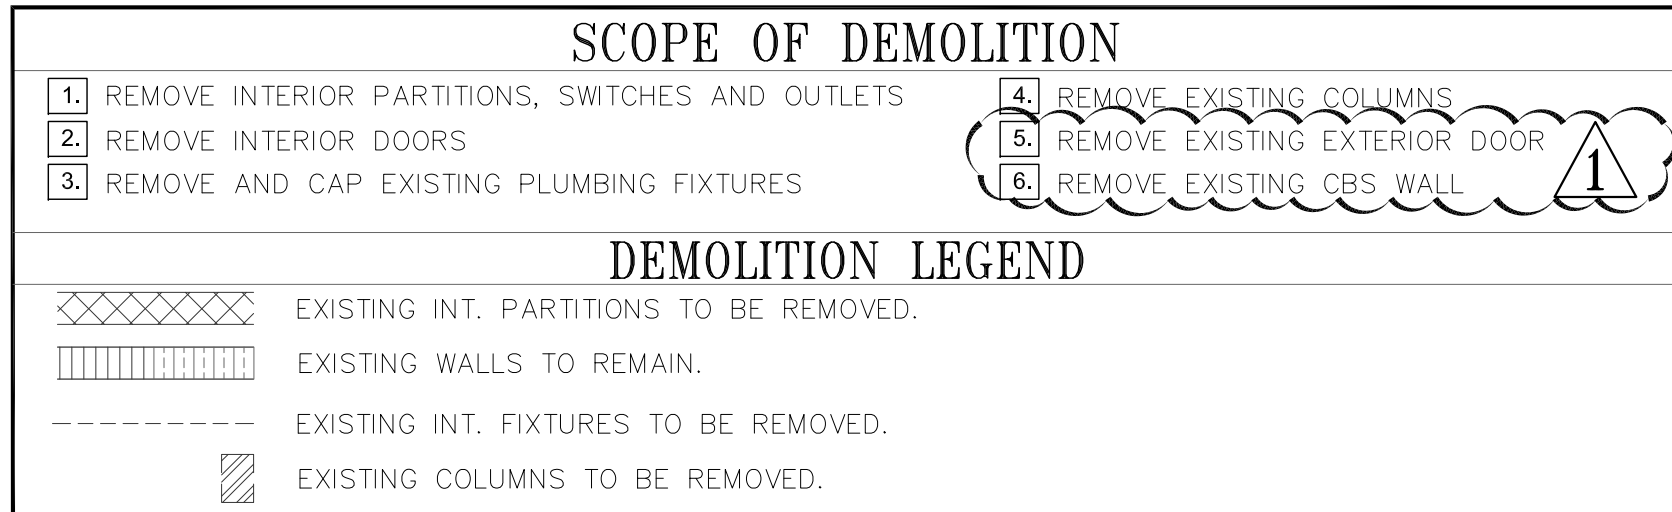 SCOPE OF DEMOLITION
1. REMOVE INTERIOR PARTITIONS, SWITCHES AND OUTLETS
2. REMOVE INTERIOR DOORS
3. REMOVE AND CAP EXISTING PLUMBING FIXTURES
4. REMOVE EXISTING COLUMNS
5. REMOVE EXISTING EXTERIOR DOOR
6. REMOVE EXISTING CBS WALL
1
DEMOLITION LEGEND
EXISTING INT. PARTITIONS TO BE REMOVED.
EXISTING WALLS TO REMAIN.
EXISTING INT. FIXTURES TO BE REMOVED.
EXISTING COLUMNS TO BE REMOVED.